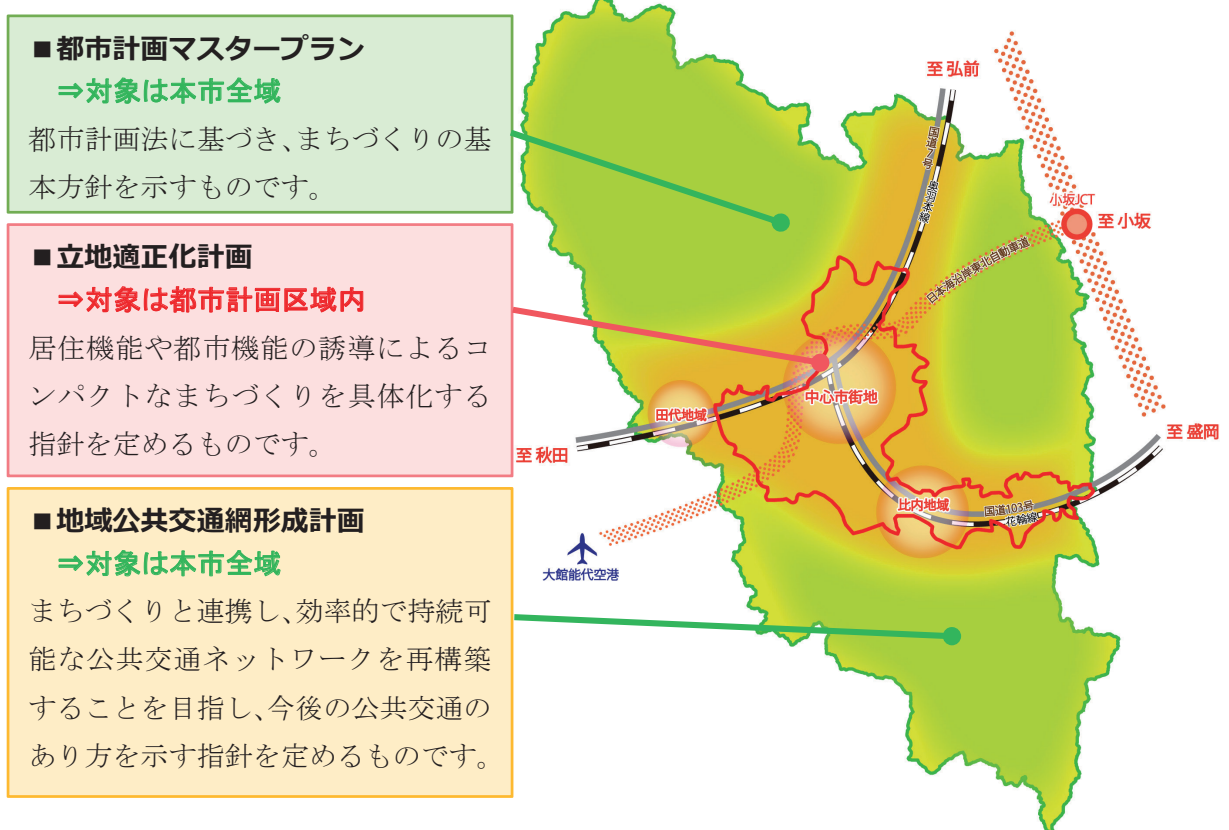 ■都市計画マスタープラン
⇒対象は本市全域
都市計画法に基づき、まちづくりの基
本方針を示すものです。
■立地適正化計画
⇒対象は都市計画区域内
居住機能や都市機能の誘導によるコ
ンパクトなまちづくりを具体化する
指針を定めるものです。
■地域公共交通網形成計画
⇒対象は本市全域
まちづくりと連携し、効率的で持続可
能な公共交通ネットワークを再構築
することを目指し、今後の公共交通の
あり方を示す指針を定めるものです。
至 弘前
国道7号
奥羽本線
小坂JCT
至 小坂
日本海沿岸東北自動車道
中心市街地
田代地域
至 秋田
至 盛岡
比内地域
国道103号
花輪線
大館能代空港